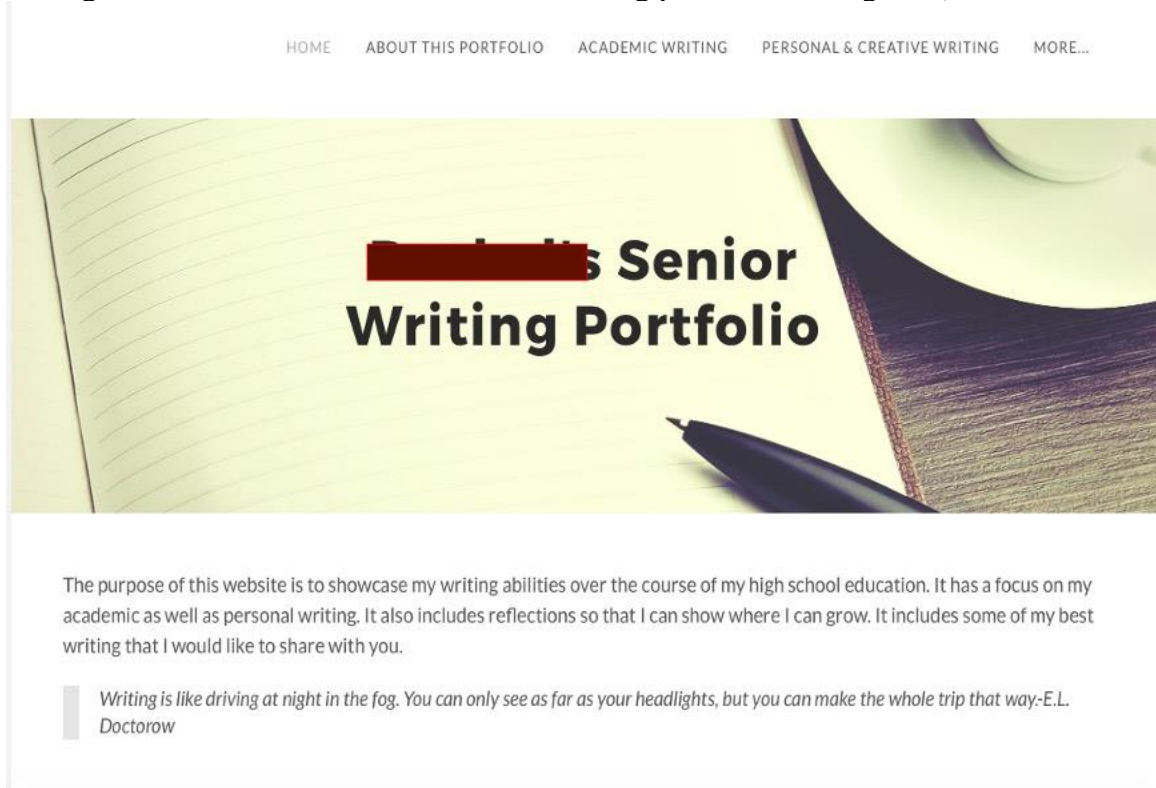 HOME ABOUT THIS PORTFOLIO ACADEMIC WRITING PERSONAL & CREATIVE WRITING MORE...
s Senior
Writing Portfolio
The purpose of this website is to showcase my writing abilities over the course of my high school education. It has a focus on my
academic as well as personal writing. It also includes reflections so that I can show where I can grow. It includes some of my best
writing that I would like to share with you.
Writing is like driving at night in the fog. You can only see as far as your headlights, but you can make the whole trip that way.-E.L.
Doctorow